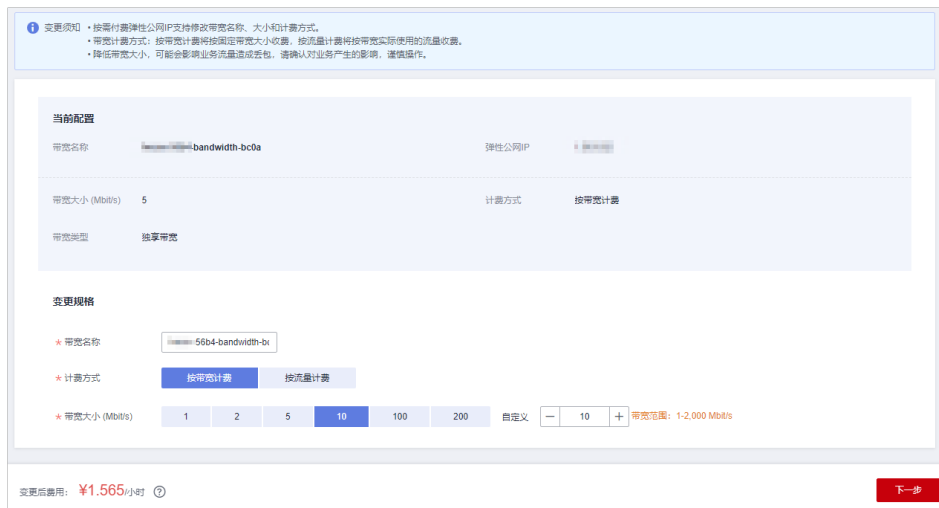 变更须知 • 按需付费弹性公网IP支持修改带宽名称、大小和计费方式。
• 带宽计费方式：按带宽计费将按固定带宽大小收费，按流量计费将按带宽实际使用的流量收费。
• 降低带宽大小，可能会影响业务流量造成丢包，请确认对业务产生的影响，谨慎操作。
当前配置
带宽名称 -bandwidth-bc0a 弹性公网IP
带宽大小 (Mbit/s) 5 计费方式 按带宽计费
带宽类型 独享带宽
变更规格
* 带宽名称 56b4-bandwidth-b
* 计费方式 按带宽计费 按流量计费
* 带宽大小 (Mbit/s) 1 2 5 10 100 200 自定义 — 10 + 带宽范围：1-2,000 Mbit/s
变更后费用： ¥1.565/小时 ? 下一步